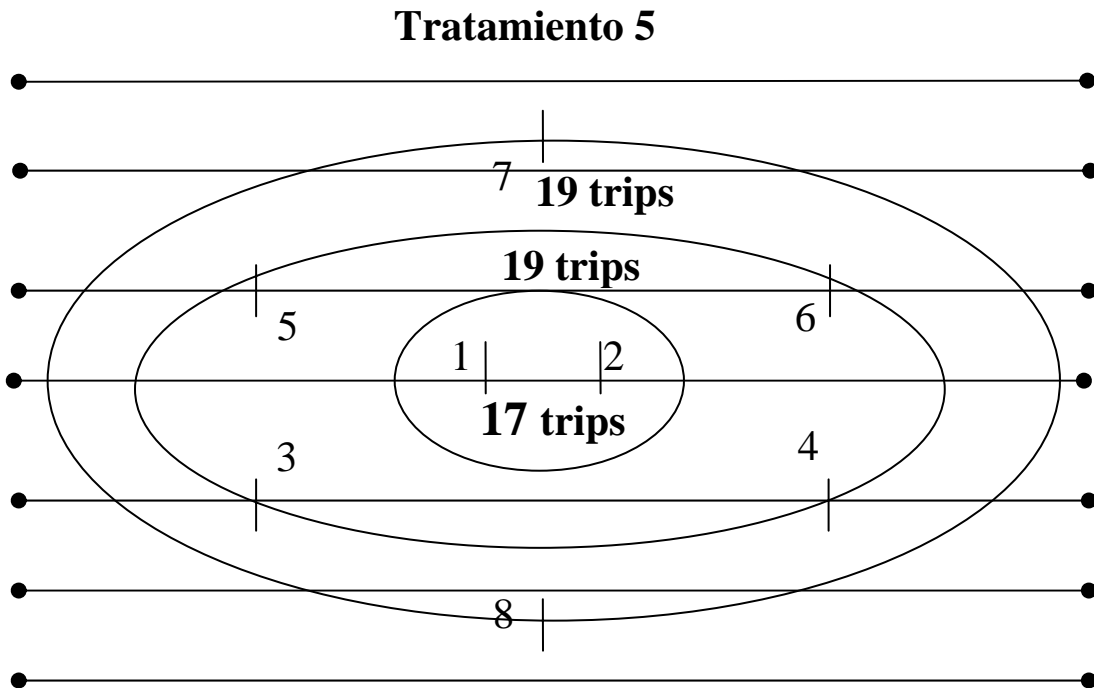 Tratamiento 5
7 19 trips
19 trips
5 6
1 2
17 trips
3 4
8